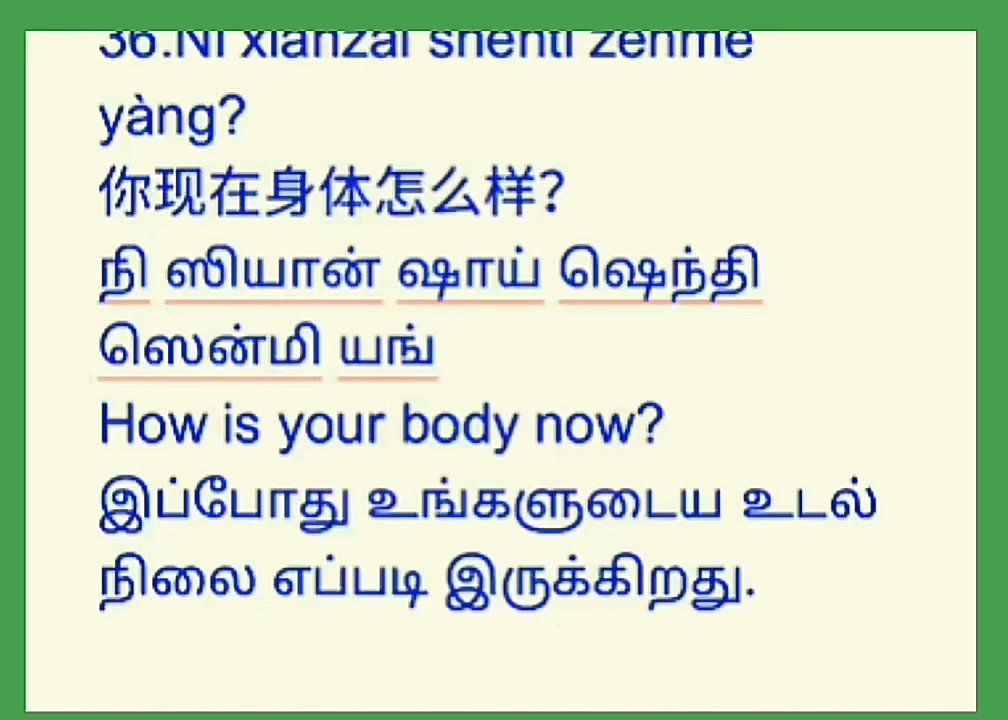 36.Nǐ xiànzài shēntǐ zěnme
yàng?
你现在身体怎么样?
நி ஸியான் ஷாய் ஷெந்தி
ஸென்மி யங்
How is your body now?
இப்போது உங்களுடைய உடல்
நிலை எப்படி இருக்கிறது.